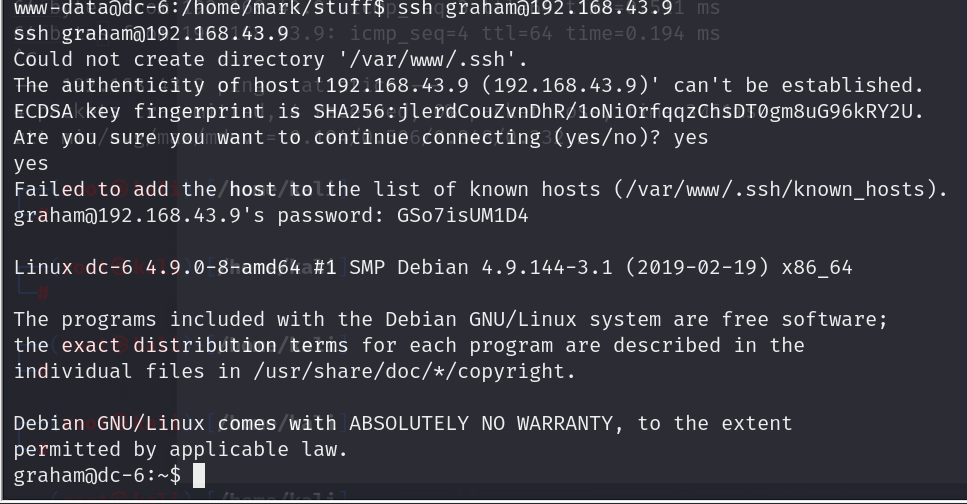 www-data@dc-6:/home/mark/stuff$ ssh graham@192.168.43.9
ssh graham@192.168.43.9
Could not create directory '/var/www/.ssh'.
The authenticity of host '192.168.43.9 (192.168.43.9)' can't be established.
ECDSA key fingerprint is SHA256:jlerdCouZvnDhR/1oNiOrfqqzChsDT0gm8uG96kRY2U.
Are you sure you want to continue connecting (yes/no)? yes
yes
Failed to add the host to the list of known hosts (/var/www/.ssh/known_hosts).
graham@192.168.43.9's password: GSo7isUM1D4
Linux dc-6 4.9.0-8-amd64 #1 SMP Debian 4.9.144-3.1 (2019-02-19) x86_64
The programs included with the Debian GNU/Linux system are free software;
the exact distribution terms for each program are described in the
individual files in /usr/share/doc/*/copyright.
Debian GNU/Linux comes with ABSOLUTELY NO WARRANTY, to the extent
permitted by applicable law.
graham@dc-6:~$